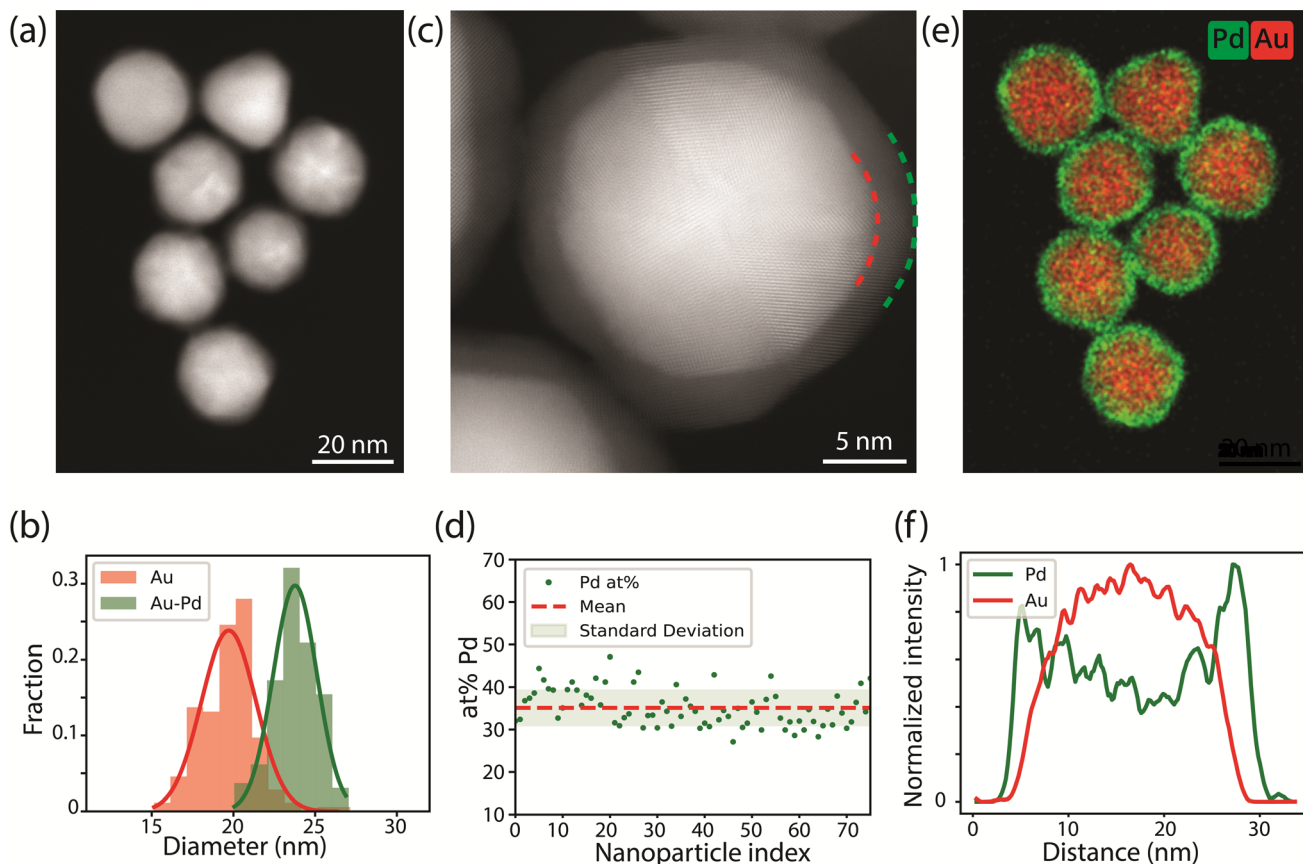 (a)
20 nm
(c)
5 nm
(e)
Pd Au
(b)
Au
Au-Pd
Fraction
0.3
0.2
0.1
0
15 20 25 30
Diameter (nm)
(d)
Pd at%
Mean
Standard Deviation
at% Pd
70
60
50
40
30
20
10
0 10 20 30 40 50 60 70
Nanoparticle index
(f)
Pd
Au
Normalized intensity
1
0
0 10 20 30
Distance (nm)